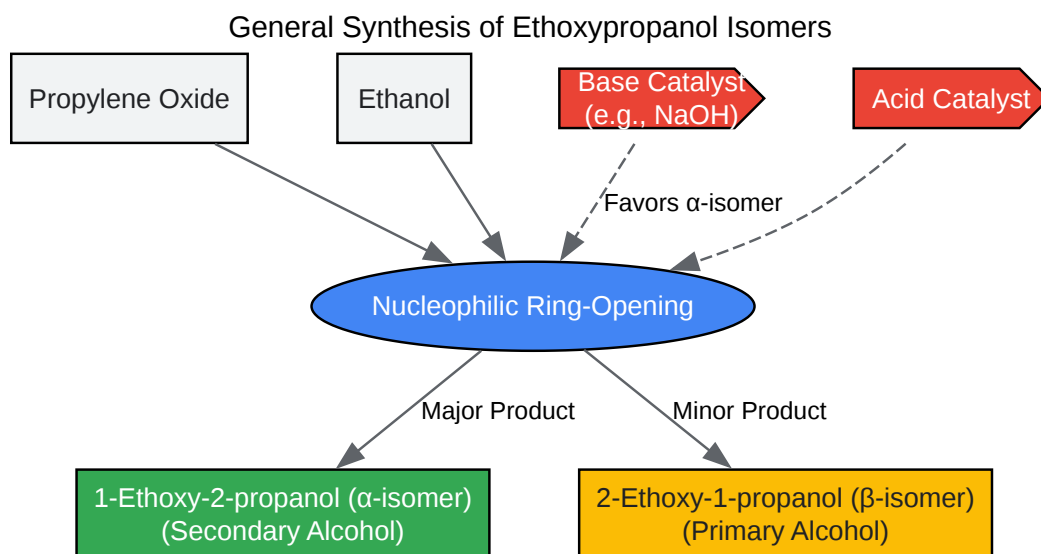 General Synthesis of Ethoxypropanol Isomers
Propylene Oxide
Ethanol
Base Catalyst
(e.g., NaOH)
Acid Catalyst
Favors α-isomer
Nucleophilic Ring-Opening
Major Product
Minor Product
1-Ethoxy-2-propanol (α-isomer)
(Secondary Alcohol)
2-Ethoxy-1-propanol (β-isomer)
(Primary Alcohol)